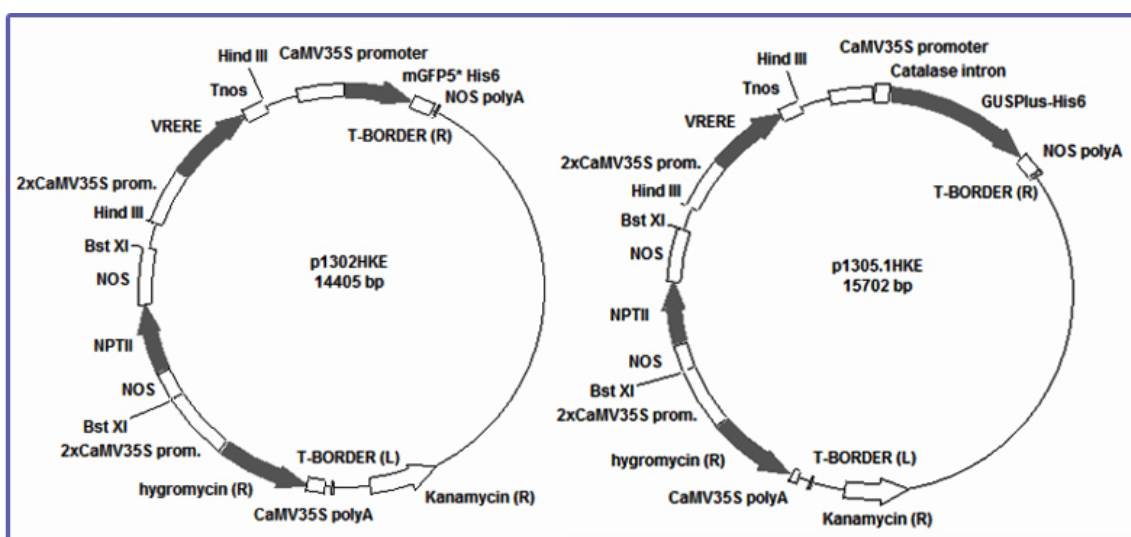 CaMV35S promoter
Hind III
mGFP5* His6
Tnos
NOS polyA
VRERE
T-BORDER (R)
2xCaMV35S prom.
Hind III
Bst XI
p1302HKE
NOS
14405 bp
NPTII
NOS
Bst XI
2xCaMV35S prom.
T-BORDER (L)
hygromycin (R)
Kanamycin (R)
CaMV35S polyA
CaMV35S promoter
Hind III
Catalase intron
Tnos
GUSPlus-His6
VRERE
NOS polyA
2xCaMV35S prom.
T-BORDER (R)
Hind III
Bst XI
NOS
p1305.1HKE
15702 bp
NPTII
NOS
Bst XI
2xCaMV35S prom.
T-BORDER (L)
hygromycin (R)
CaMV35S polyA
Kanamycin (R)